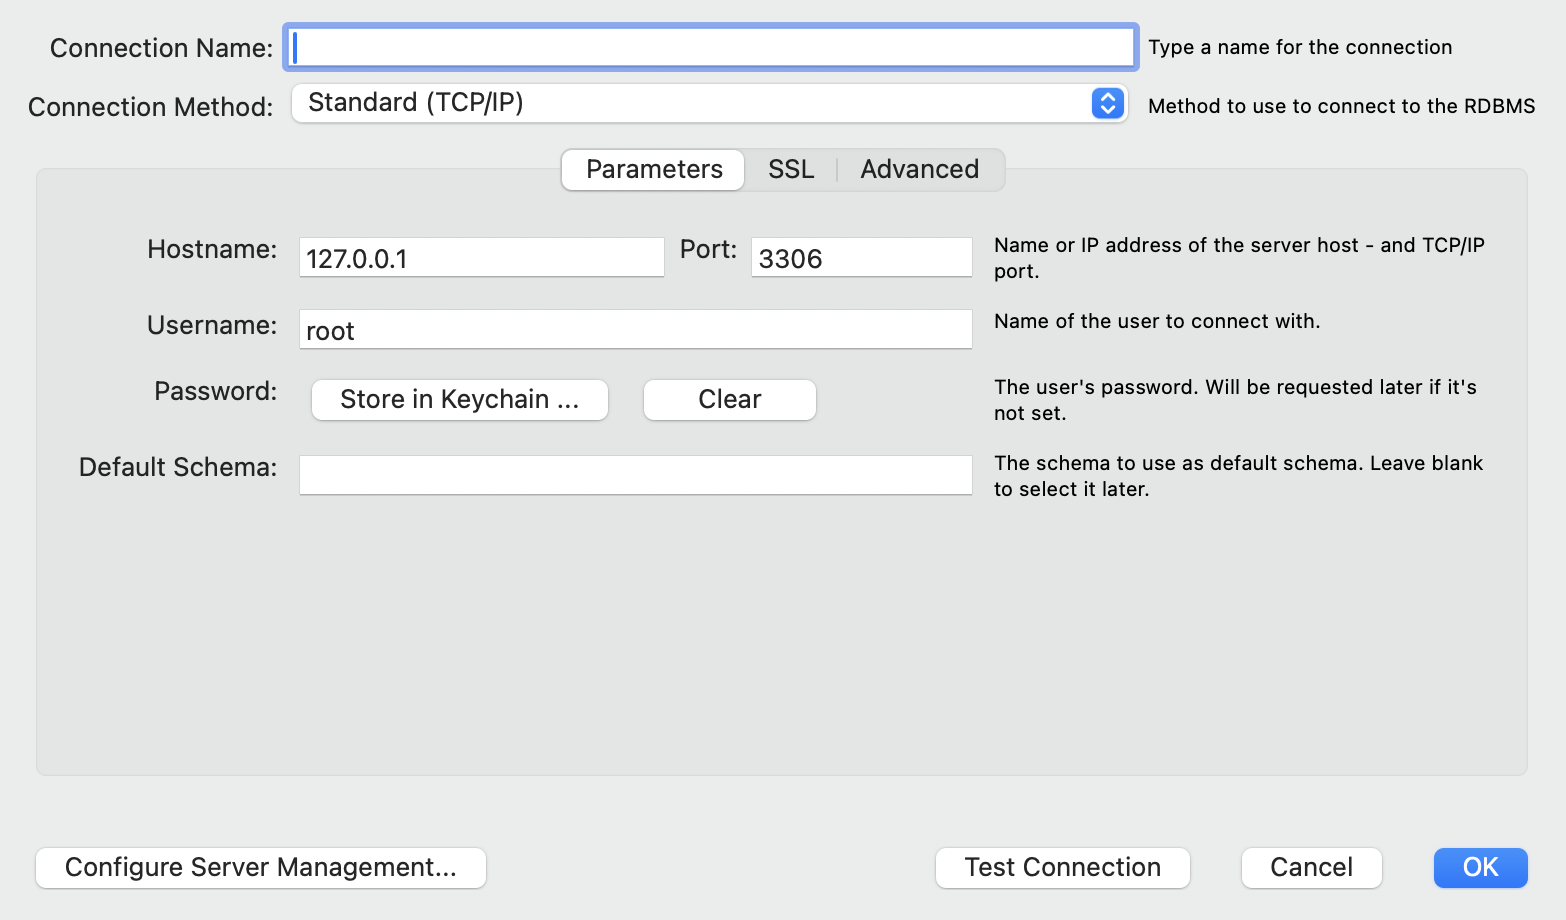 Connection Name:
Type a name for the connection
Connection Method: Standard (TCP/IP)
Method to use to connect to the RDBMS
Parameters SSL Advanced
Hostname: 127.0.0.1 Port: 3306
Name or IP address of the server host - and TCP/IP
port.
Username: root
Name of the user to connect with.
Password: Store in Keychain ... Clear
The user's password. Will be requested later if it's
not set.
Default Schema:
The schema to use as default schema. Leave blank
to select it later.
Configure Server Management... Test Connection Cancel OK